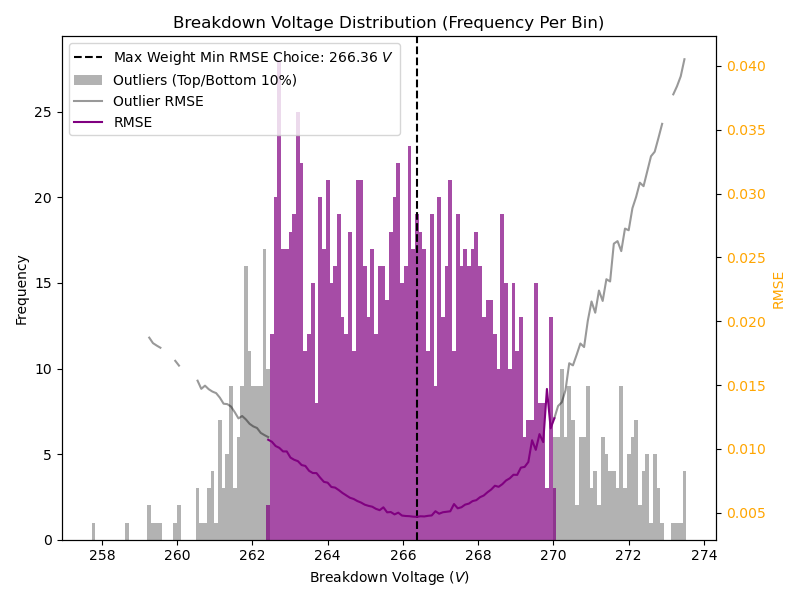 Breakdown Voltage Distribution (Frequency Per Bin)
Max Weight Min RMSE Choice: 266.36 V
Outliers (Top/Bottom 10%)
Outlier RMSE
RMSE
Frequency
0
5
10
15
20
25
0.040
0.035
0.030
0.025
0.020
0.015
0.010
0.005
RMSE
258 260 262 264 266 268 270 272 274
Breakdown Voltage (V)